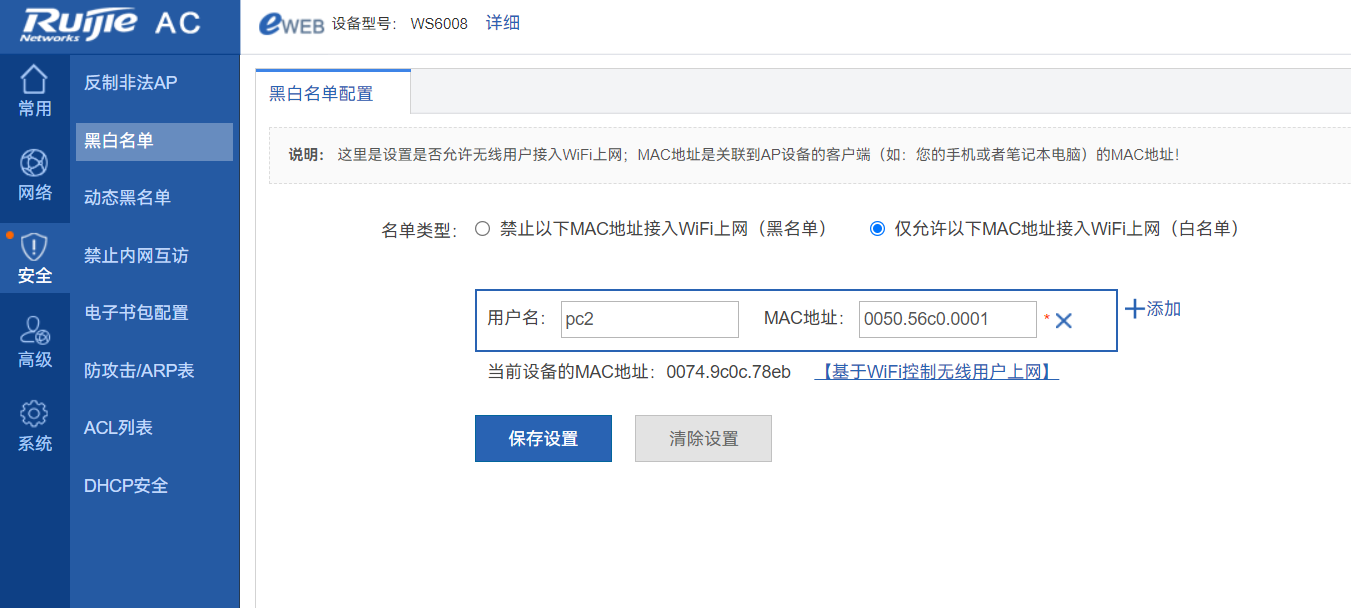 Ruijie Networks AC
eWEB 设备型号: WS6008 详细
常用
网络
安全
高级
系统
反制非法AP
黑白名单
动态黑名单
禁止内网互访
电子书包配置
防攻击/ARP表
ACL列表
DHCP安全
黑白名单配置
说明: 这里是设置是否允许无线用户接入WiFi上网；MAC地址是关联到AP设备的客户端（如：您的手机或者笔记本电脑）的MAC地址!
名单类型: 禁止以下MAC地址接入WiFi上网（黑名单） 仅允许以下MAC地址接入WiFi上网（白名单）
用户名: pc2 MAC地址: 0050.56c0.0001 * 添加
当前设备的MAC地址: 0074.9c0c.78eb 【基于WiFi控制无线用户上网】
保存设置 清除设置